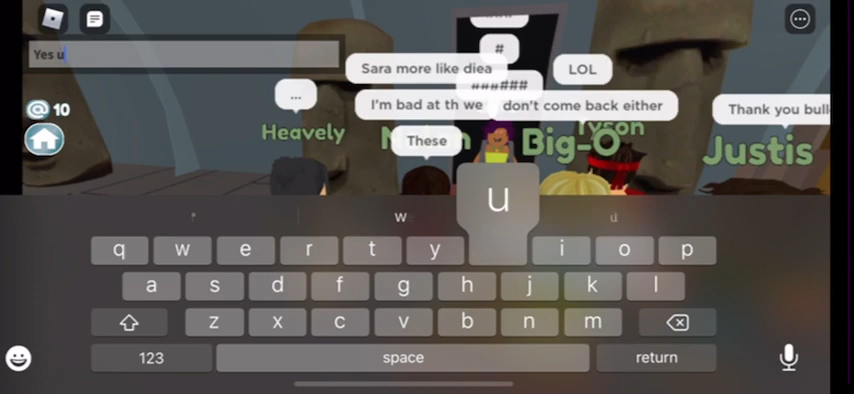 #
Yes u
Sara more like diea
LOL
######
...
I'm bad at th we
don't come back either
Thank you bull
@ 10
Heavely
These
Big-O
Tyson
Justis
w
u
q w e r t y i o p
a s d f g h j k l
z x c v b n m
123 space return